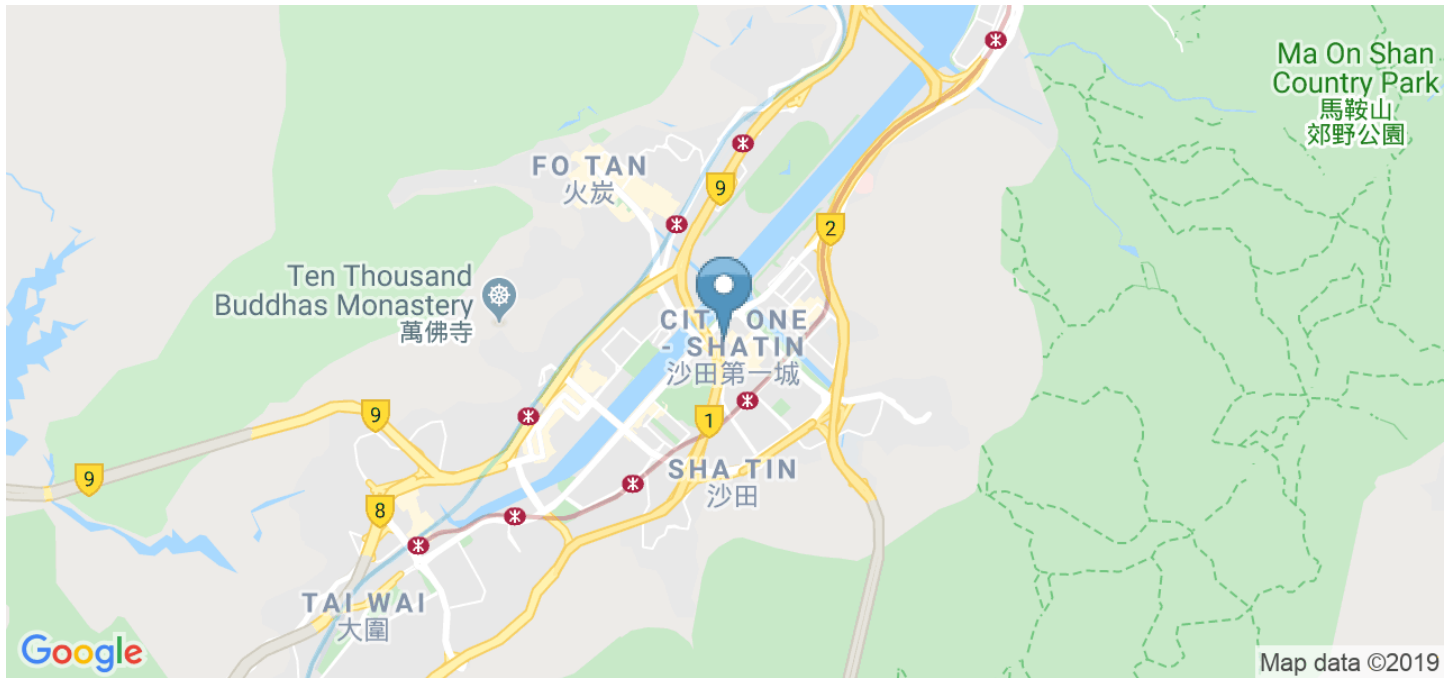 Ma On Shan
Country Park
馬鞍山
郊野公園
FO TAN
火炭
9
2
Ten Thousand
Buddhas Monastery
萬佛寺
CITY ONE
- SHATIN
沙田第一城
9
1
SHA TIN
沙田
9
8
TAI WAI
大圍
Google
Map data ©2019